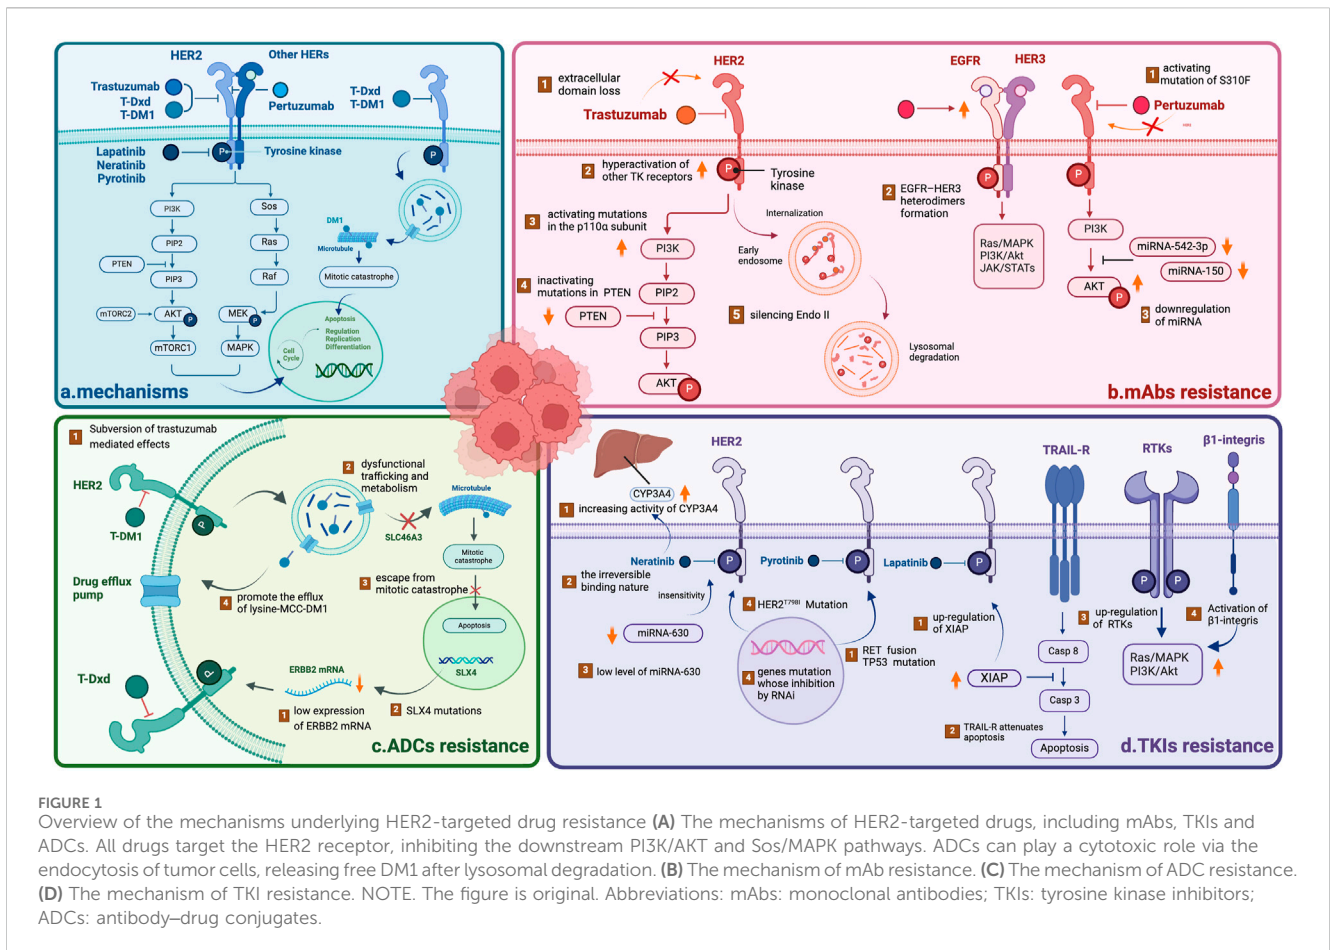 HER2
Other HERs
Trastuzumab
T-Dxd
T-DM1
Pertuzumab
T-Dxd
T-DM1
Lapatinib
Neratinib
Pyrotinib
P
Tyrosine kinase
P
PI3K
Sos
PIP2
Ras
PTEN
PIP3
Raf
mTORC2
AKT
P
MEK
P
mTORC1
MAPK
DM1
Microtubule
Mitotic catastrophe
Apoptosis
Regulation
Replication
Differentiation
Cell
Cycle
a.mechanisms
HER2
1 extracellular
domain loss
Trastuzumab
2 hyperactivation of
other TK receptors
P
Tyrosine
kinase
3 activating mutations
in the p110α subunit
PI3K
4 inactivating
mutations in PTEN
PIP2
PTEN
PIP3
AKT
P
Internalization
Early
endosome
5 silencing Endo II
Lysosomal
degradation
EGFR
HER3
P
2 EGFR–HER3
heterodimers
formation
Ras/MAPK
PI3K/Akt
JAK/STATs
1 activating
mutation of S310F
Pertuzumab
P
PI3K
miRNA-542-3p
miRNA-150
AKT
P
3 downregulation
of miRNA
b.mAbs resistance
1 Subversion of trastuzumab
mediated effects
HER2
T-DM1
P
2 dysfunctional
trafficking and
metabolism
Microtubule
SLC46A3
Mitotic
catastrophe
3 escape from
mitotic catastrophe
Drug efflux
pump
4 promote the efflux
of lysine-MCC-DM1
Apoptosis
SLX4
T-Dxd
P
ERBB2 mRNA
1 low expression
of ERBB2 mRNA
2 SLX4 mutations
c.ADCs resistance
HER2
CYP3A4
1 increasing activity of CYP3A4
Neratinib
P
Pyrotinib
P
Lapatinib
P
2 the irreversible
binding nature
insensitivity
miRNA-630
3 low level of miRNA-630
4 HER2T798I Mutation
4 genes mutation
whose inhibition
by RNAi
1 RET fusion
TP53 mutation
1 up-regulation
of XIAP
XIAP
2 TRAIL-R attenuates
apoptosis
TRAIL-R
Casp 8
Casp 3
Apoptosis
RTKs
P
P
3 up-regulation
of RTKs
β1-integris
4 Activation of
β1-integris
Ras/MAPK
PI3K/Akt
d.TKIs resistance
FIGURE 1
Overview of the mechanisms underlying HER2-targeted drug resistance (A) The mechanisms of HER2-targeted drugs, including mAbs, TKIs and
ADCs. All drugs target the HER2 receptor, inhibiting the downstream PI3K/AKT and Sos/MAPK pathways. ADCs can play a cytotoxic role via the
endocytosis of tumor cells, releasing free DM1 after lysosomal degradation. (B) The mechanism of mAb resistance. (C) The mechanism of ADC resistance.
(D) The mechanism of TKI resistance. NOTE. The figure is original. Abbreviations: mAbs: monoclonal antibodies; TKIs: tyrosine kinase inhibitors;
ADCs: antibody–drug conjugates.